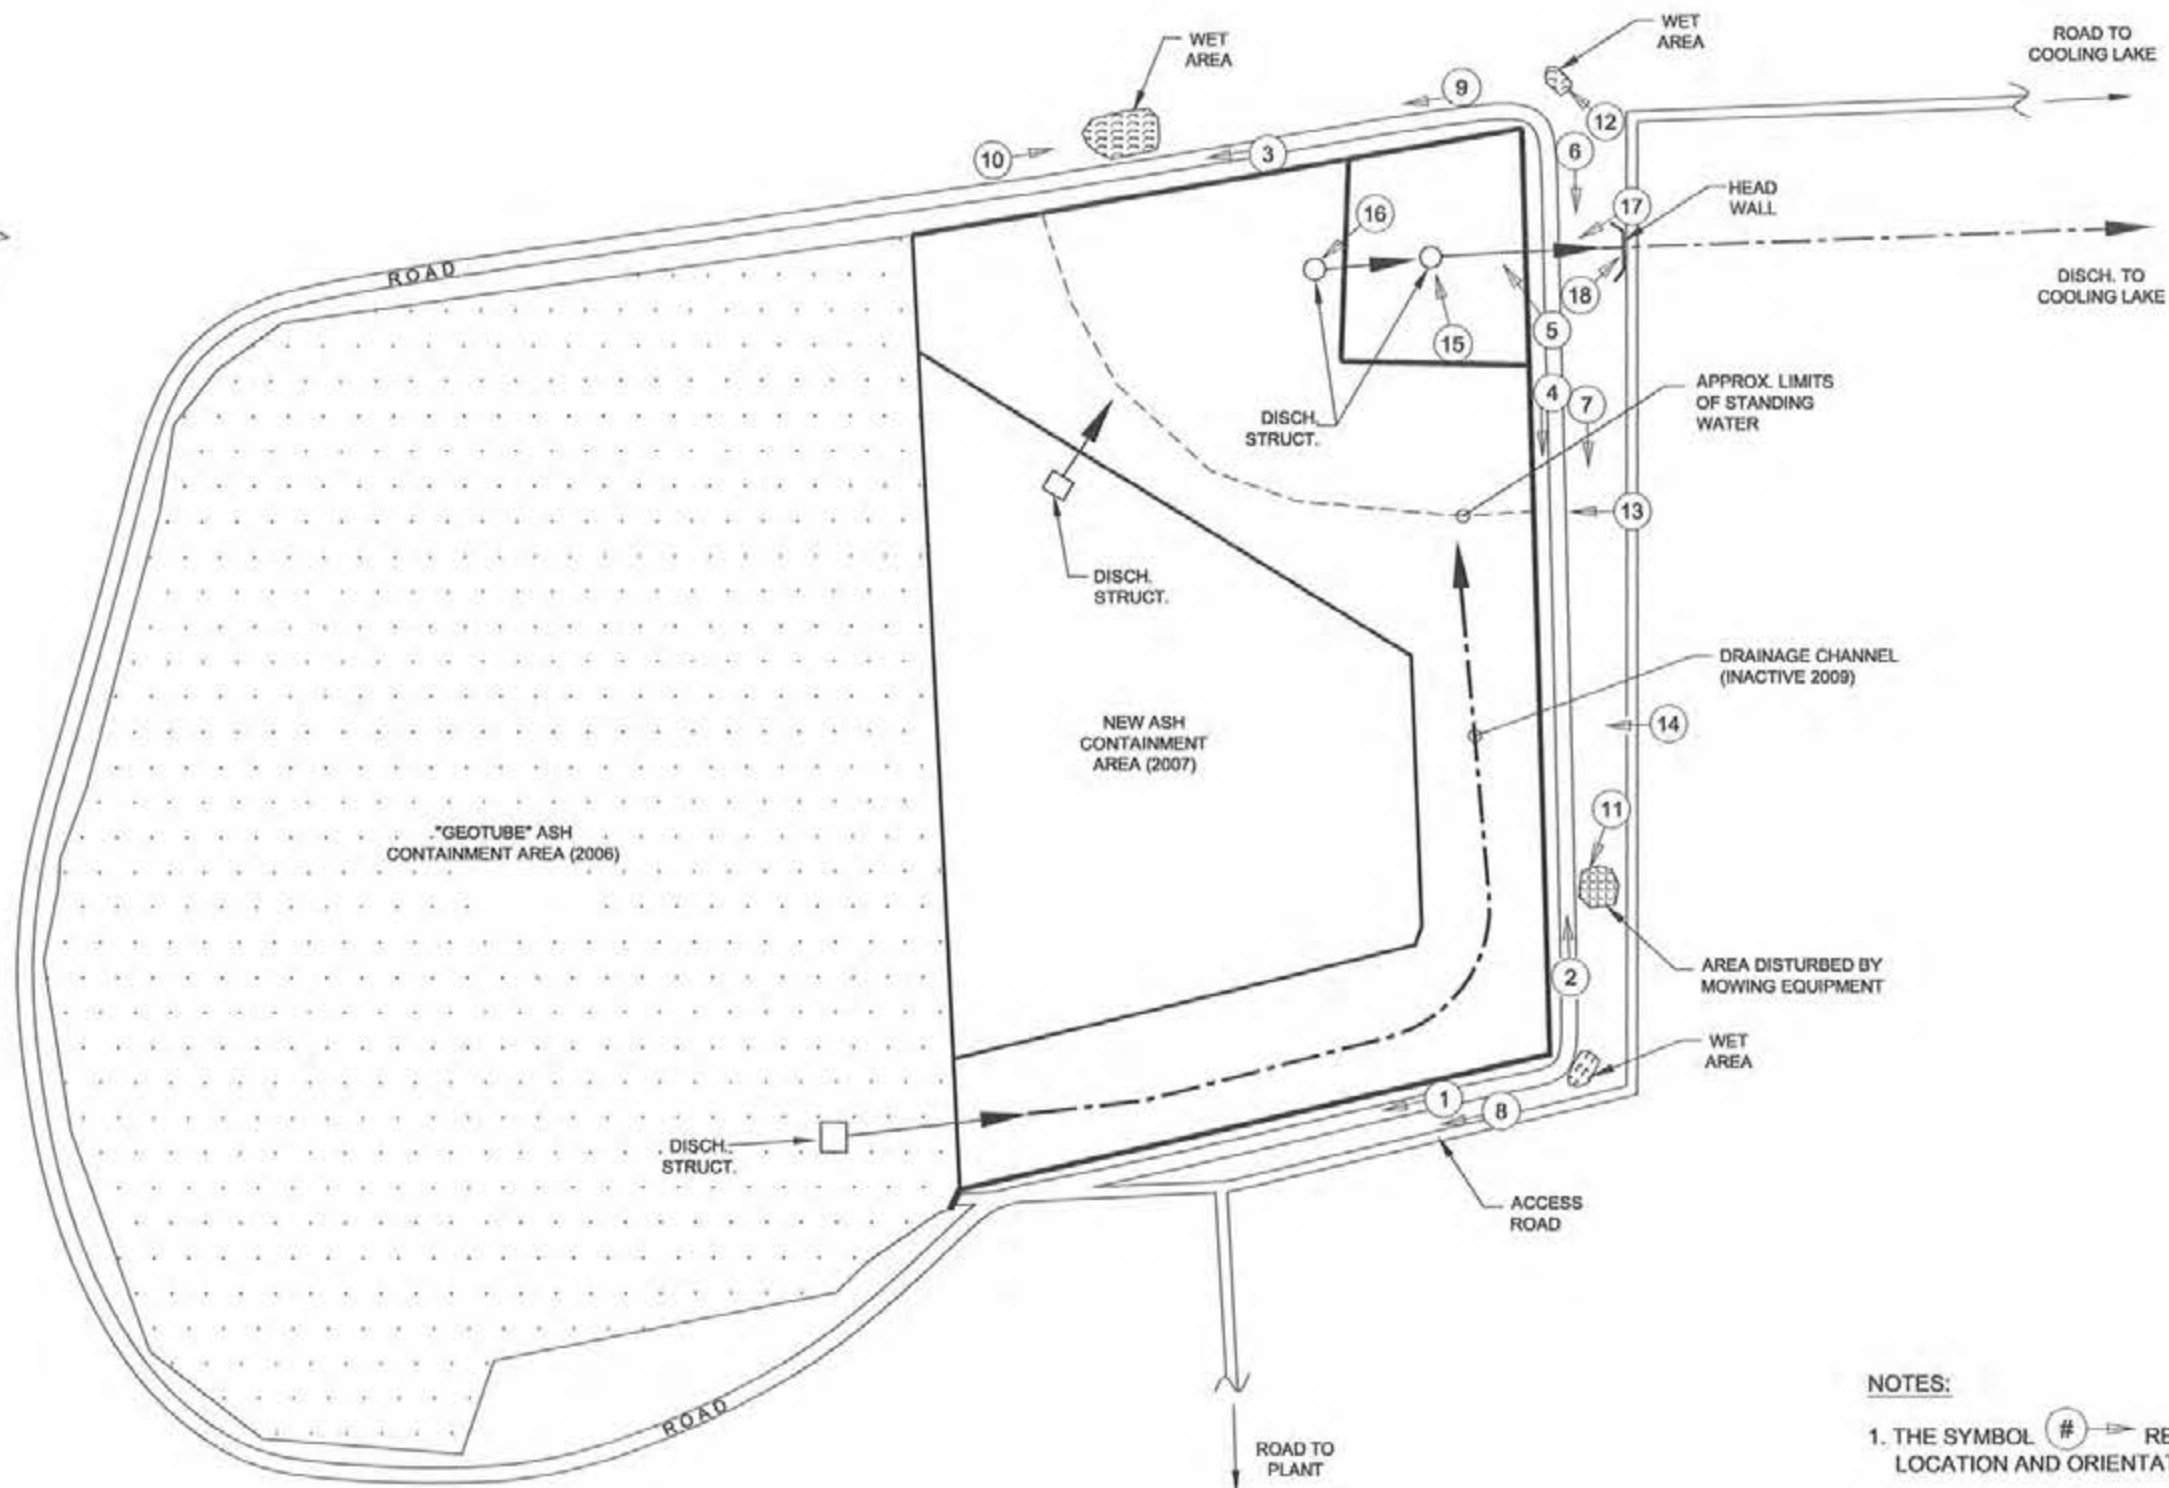 WET
AREA
WET
AREA
ROAD TO
COOLING LAKE
9
12
6
10
3
HEAD
WALL
17
16
ROAD
DISCH. TO
COOLING LAKE
18
5
15
APPROX. LIMITS
OF STANDING
WATER
4
7
DISCH.
STRUCT.
13
DISCH.
STRUCT.
DRAINAGE CHANNEL
(INACTIVE 2009)
NEW ASH
CONTAINMENT
AREA (2007)
14
11
"GEOTUBE" ASH
CONTAINMENT AREA (2006)
2
AREA DISTURBED BY
MOWING EQUIPMENT
WET
AREA
1
8
DISCH.
STRUCT.
ACCESS
ROAD
ROAD
ROAD TO
PLANT
NOTES:
1. THE SYMBOL # RE
LOCATION AND ORIENTAT